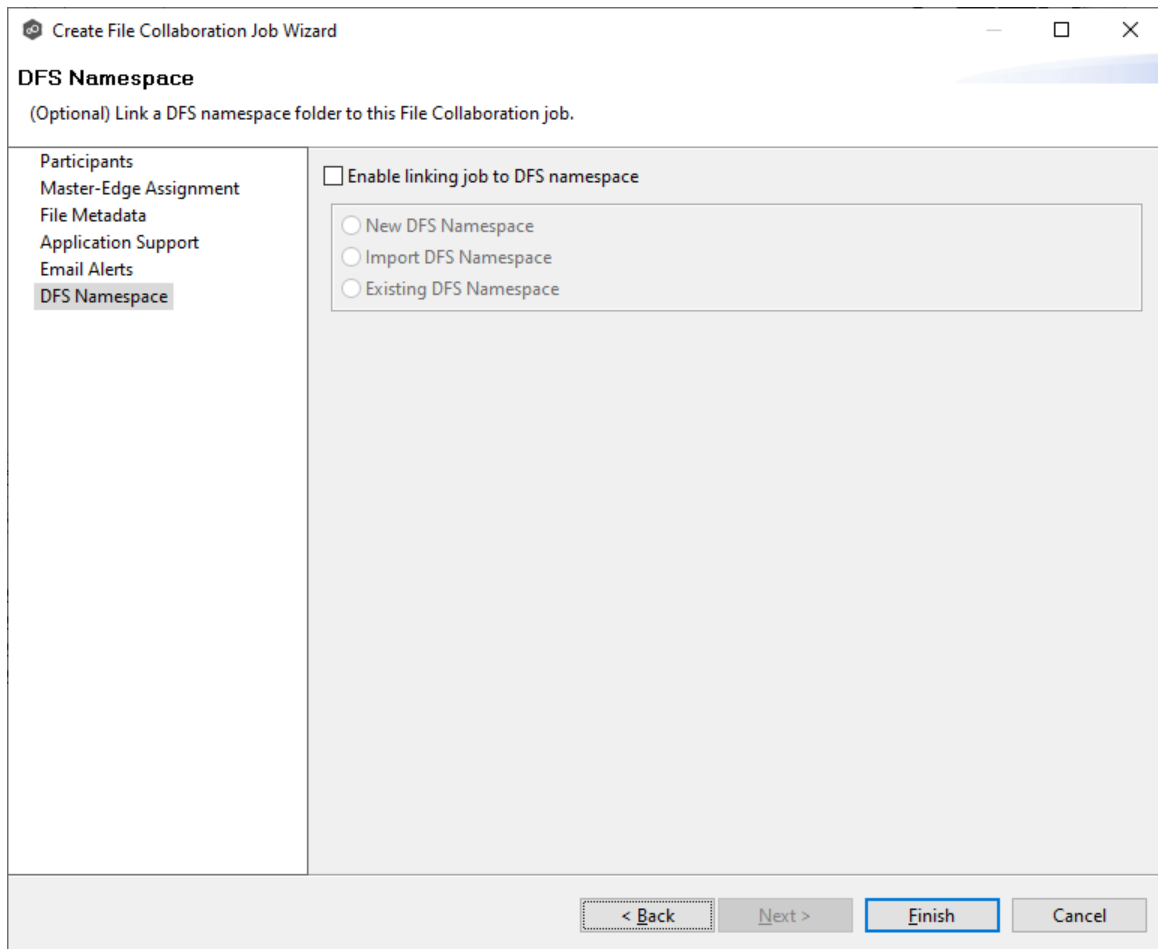 Create File Collaboration Job Wizard
DFS Namespace
(Optional) Link a DFS namespace folder to this File Collaboration job.
Participants
Master-Edge Assignment
File Metadata
Application Support
Email Alerts
DFS Namespace
Enable linking job to DFS namespace
New DFS Namespace
Import DFS Namespace
Existing DFS Namespace
< Back Next > Finish Cancel